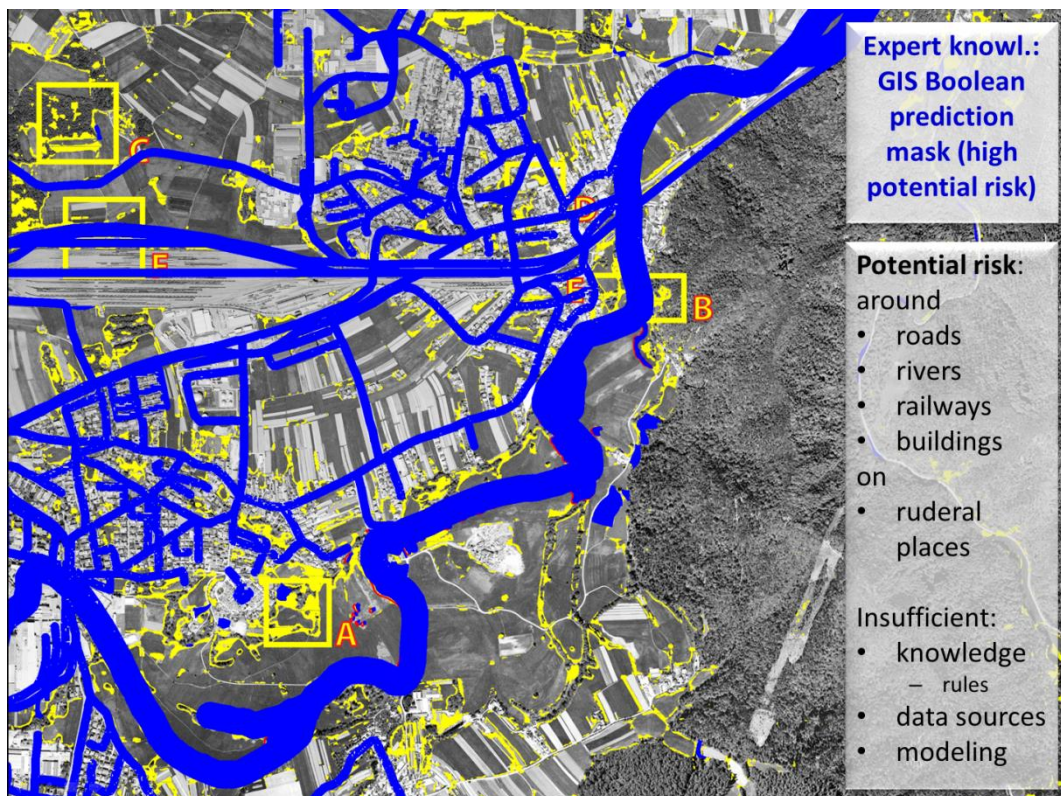 Expert knowl.:
GIS Boolean
prediction
mask (high
potential risk)
C
D
F
E
B
A
Potential risk:
around
• roads
• rivers
• railways
• buildings
on
• ruderal
places
Insufficient:
• knowledge
– rules
• data sources
• modeling